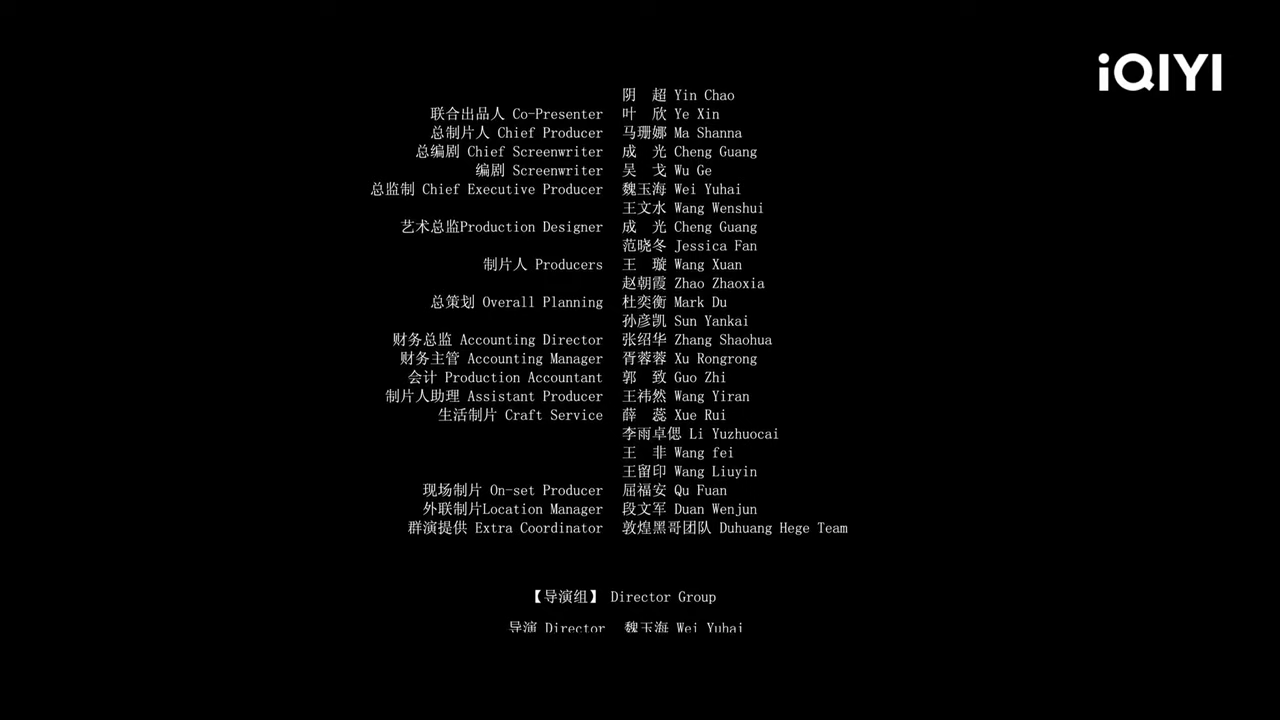 iQIYI
阴　超 Yin Chao
联合出品人 Co-Presenter 叶　欣 Ye Xin
总制片人 Chief Producer 马珊娜 Ma Shanna
总编剧 Chief Screenwriter 成　光 Cheng Guang
编剧 Screenwriter 吴　戈 Wu Ge
总监制 Chief Executive Producer 魏玉海 Wei Yuhai
王文水 Wang Wenshui
艺术总监Production Designer 成　光 Cheng Guang
范晓冬 Jessica Fan
制片人 Producers 王　璇 Wang Xuan
赵朝霞 Zhao Zhaoxia
总策划 Overall Planning 杜奕衡 Mark Du
孙彦凯 Sun Yankai
财务总监 Accounting Director 张绍华 Zhang Shaohua
财务主管 Accounting Manager 胥蓉蓉 Xu Rongrong
会计 Production Accountant 郭　致 Guo Zhi
制片人助理 Assistant Producer 王祎然 Wang Yiran
生活制片 Craft Service 薛　蕊 Xue Rui
李雨卓偲 Li Yuzhuocai
王　非 Wang fei
王留印 Wang Liuyin
现场制片 On-set Producer 屈福安 Qu Fuan
外联制片Location Manager 段文军 Duan Wenjun
群演提供 Extra Coordinator 敦煌黑哥团队 Duhuang Hege Team
【导演组】 Director Group
导演 Director 魏玉海 Wei Yuhai